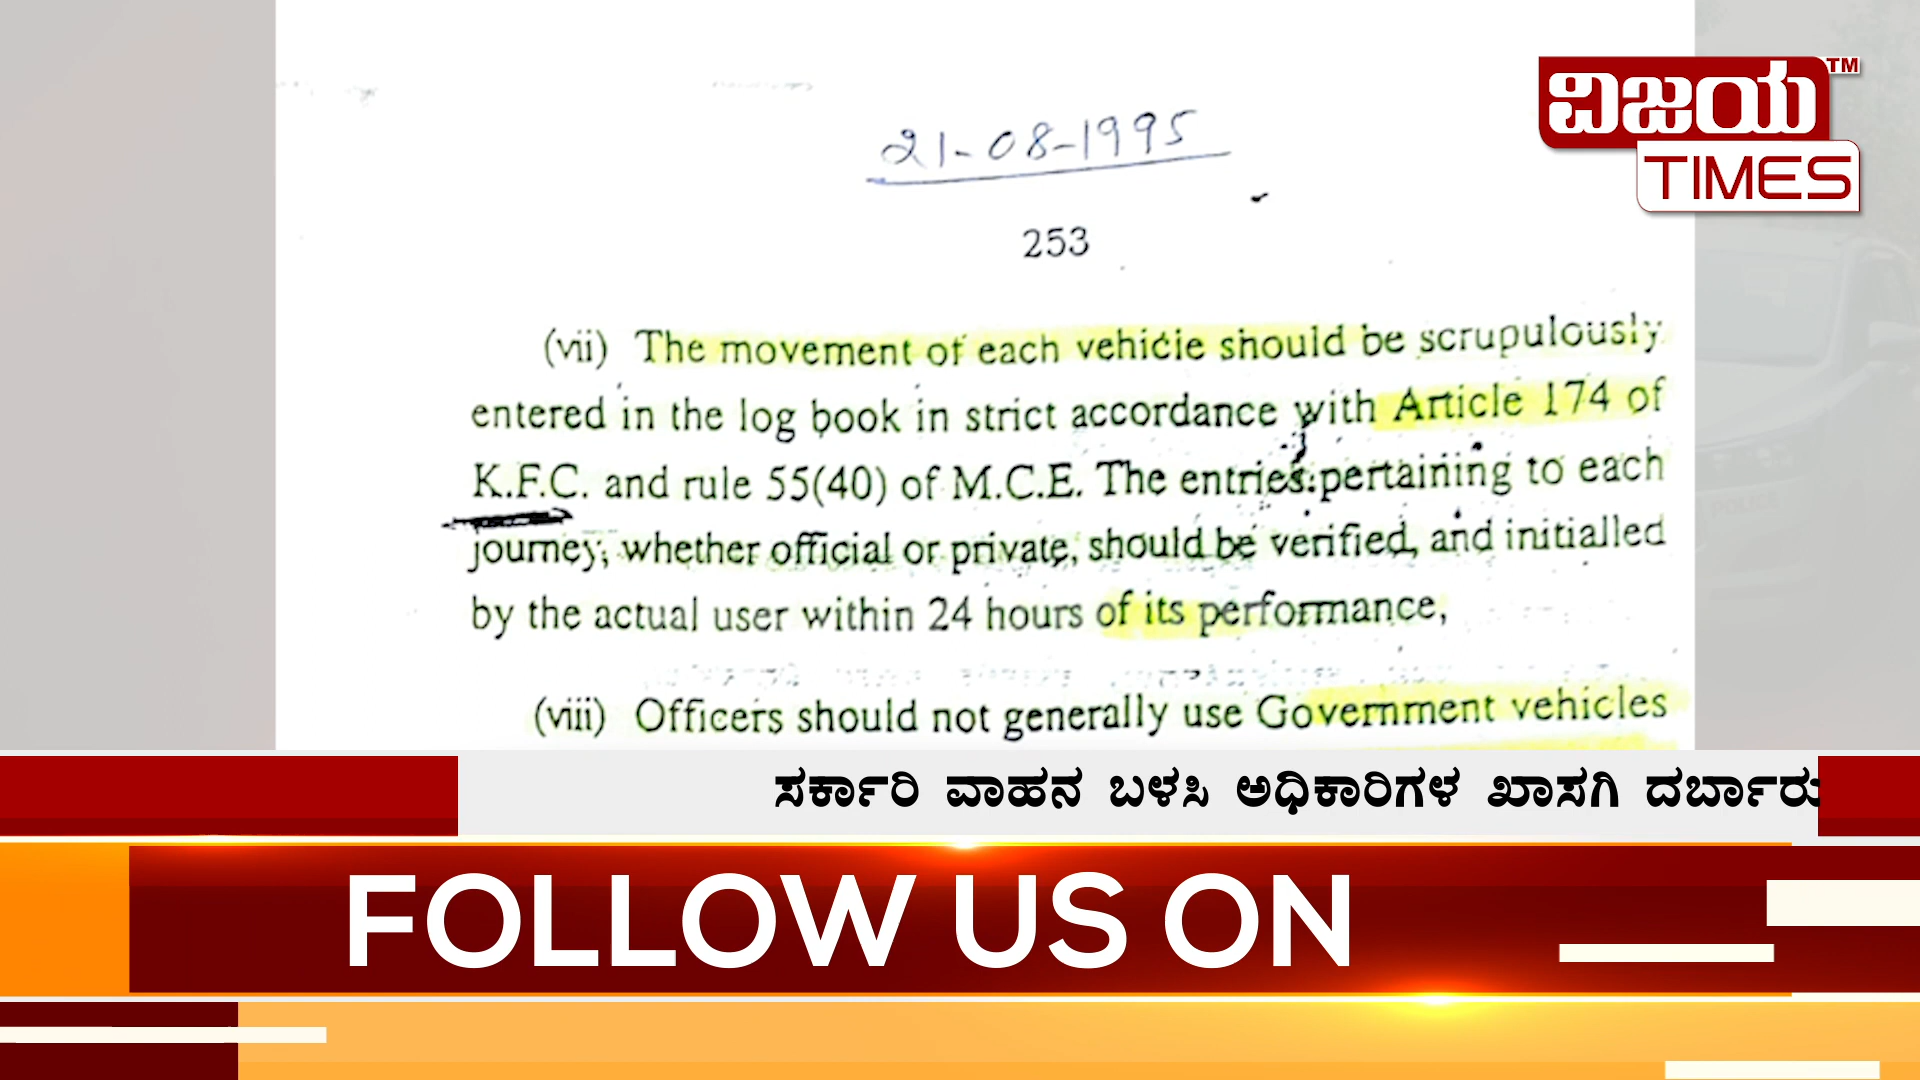 ವಿಜಯ TM
TIMES
21-08-1995
253
(vii) The movement of each vehicle should be scrupulously
entered in the log book in strict accordance with Article 174 of
K.F.C. and rule 55(40) of M.C.E. The entries pertaining to each
journey, whether official or private, should be verified, and initialled
by the actual user within 24 hours of its performance,
(viii) Officers should not generally use Government vehicles
ಸರ್ಕಾರಿ ವಾಹನ ಬಳಸಿ ಅಧಿಕಾರಿಗಳ ಖಾಸಗಿ ದರ್ಬಾರು
FOLLOW US ON
POLICE